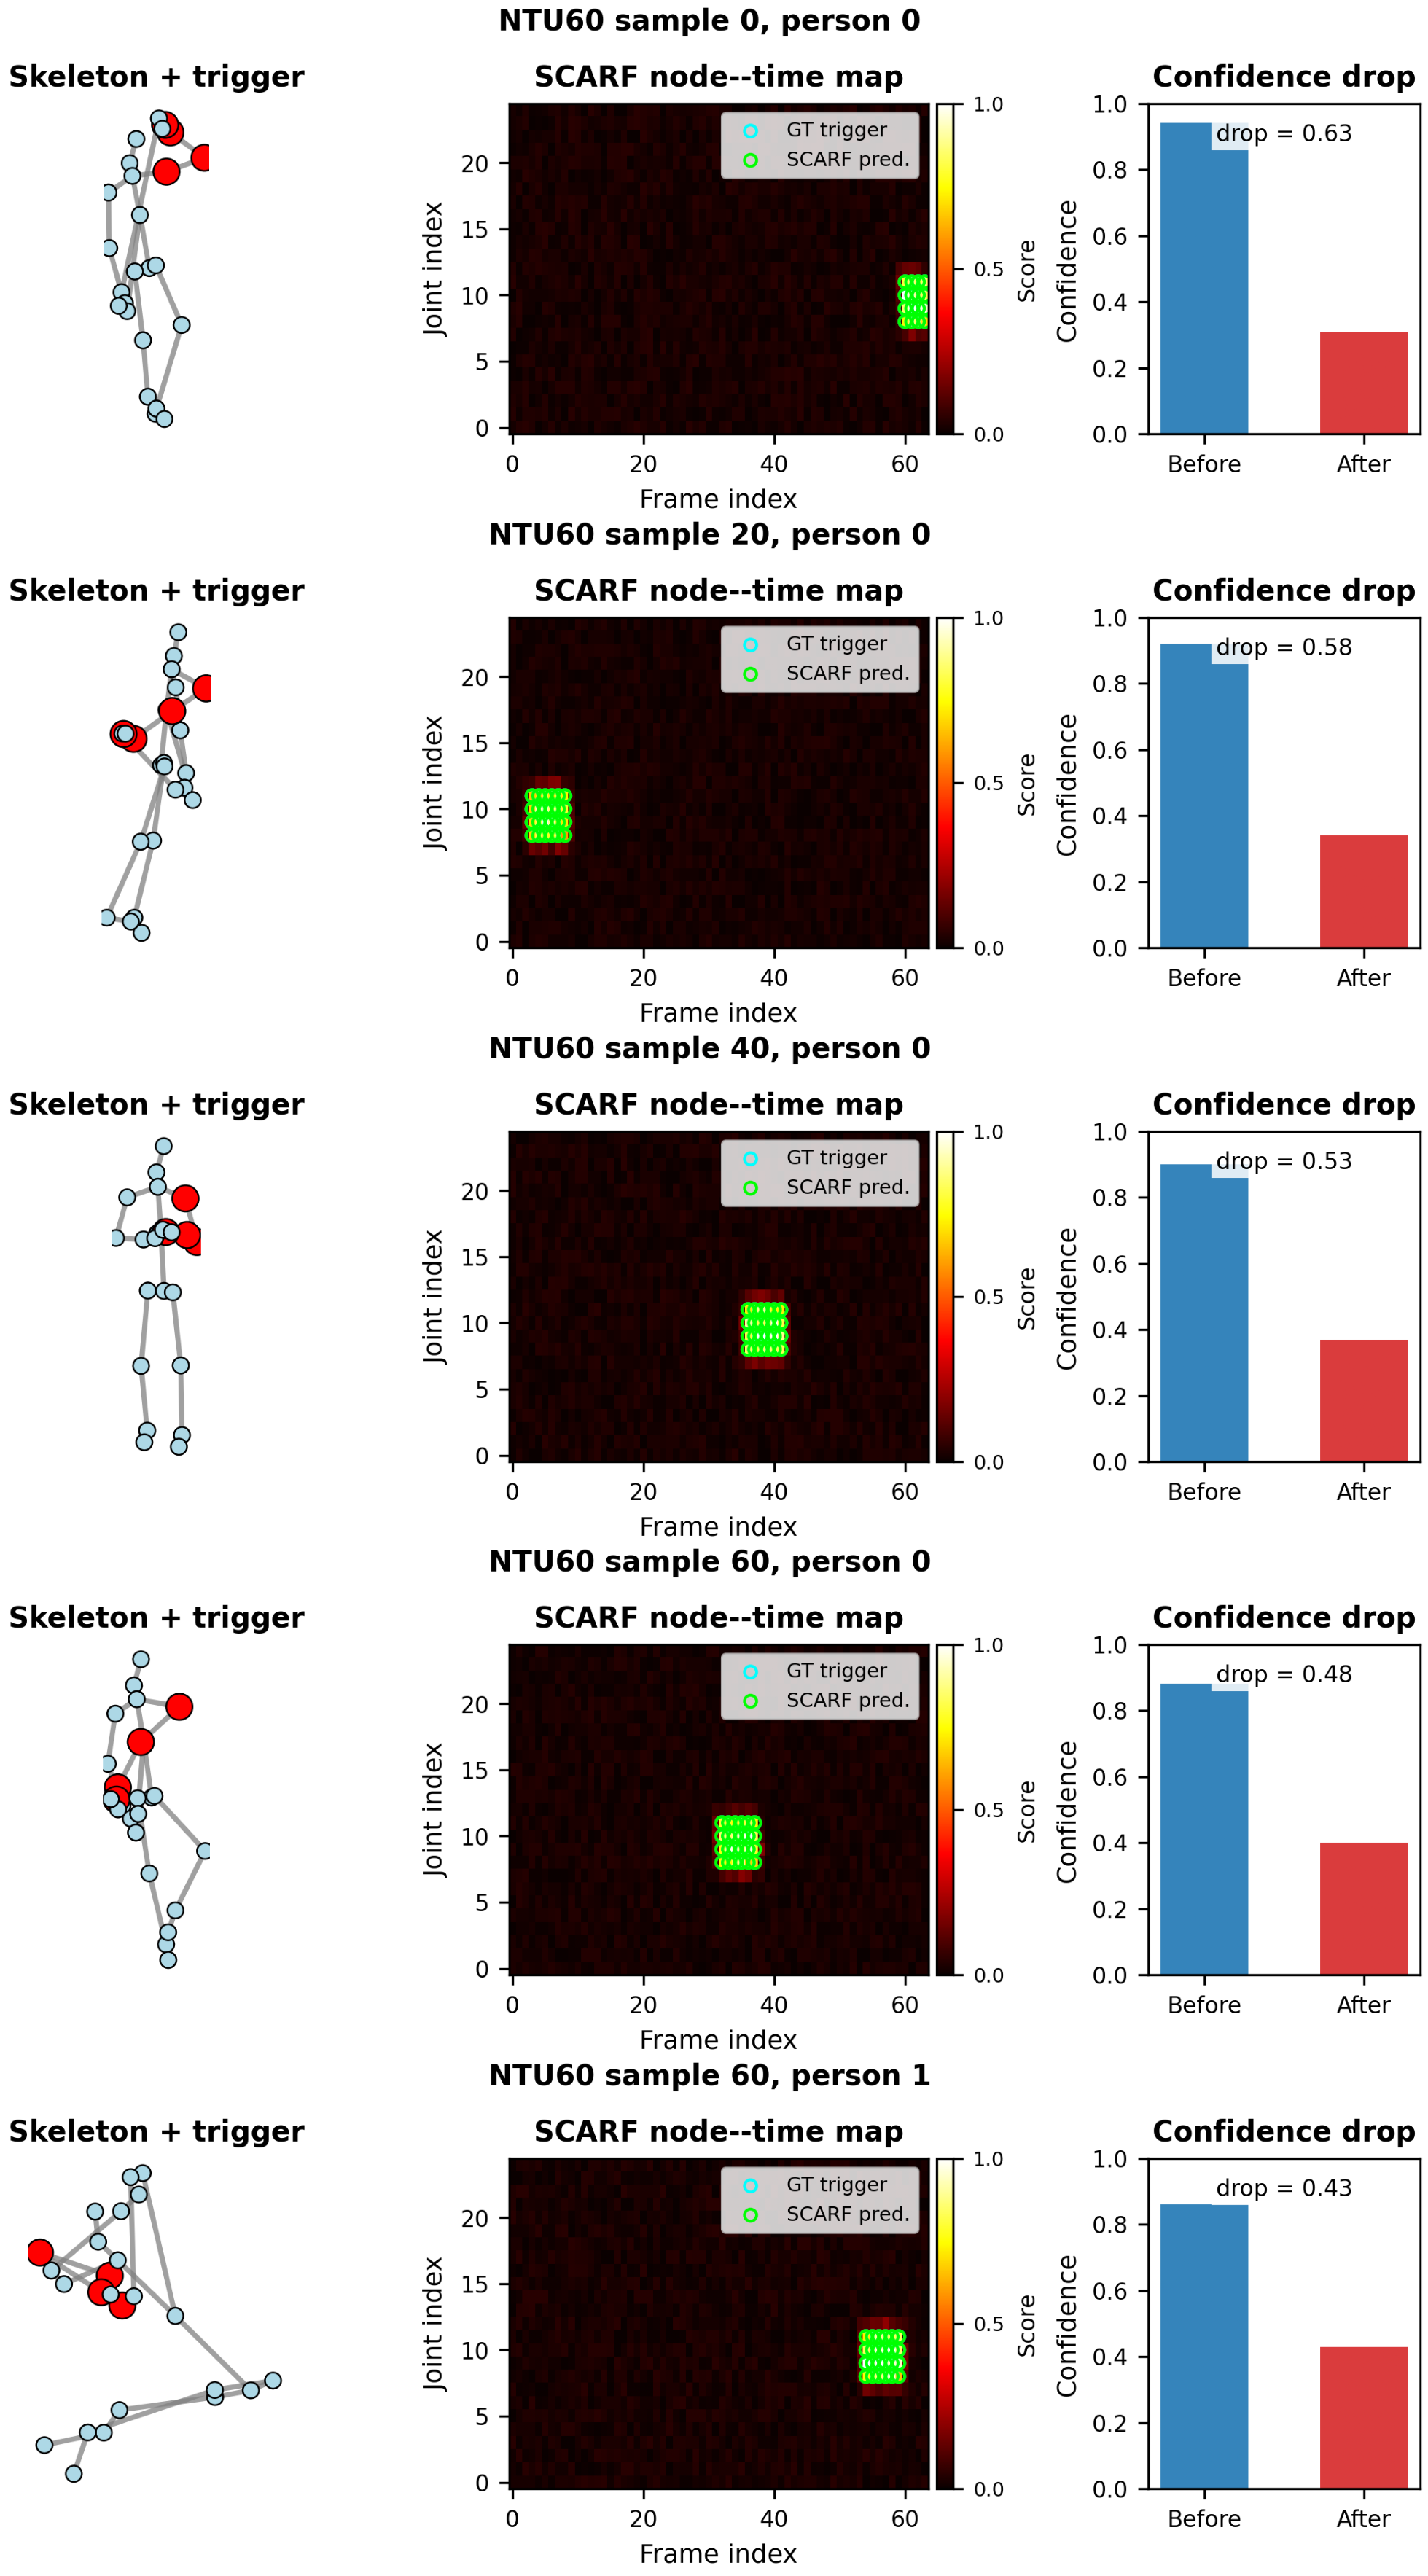 NTU60 sample 0, person 0
Skeleton + trigger
SCARF node--time map
Confidence drop
GT trigger
SCARF pred.
20
15
10
5
0
Joint index
0 20 40 60
Frame index
1.0
0.5
0.0
Score
drop = 0.63
1.0
0.8
0.6
0.4
0.2
0.0
Confidence
Before After
NTU60 sample 20, person 0
Skeleton + trigger
SCARF node--time map
Confidence drop
GT trigger
SCARF pred.
20
15
10
5
0
Joint index
0 20 40 60
Frame index
1.0
0.5
0.0
Score
drop = 0.58
1.0
0.8
0.6
0.4
0.2
0.0
Confidence
Before After
NTU60 sample 40, person 0
Skeleton + trigger
SCARF node--time map
Confidence drop
GT trigger
SCARF pred.
20
15
10
5
0
Joint index
0 20 40 60
Frame index
1.0
0.5
0.0
Score
drop = 0.53
1.0
0.8
0.6
0.4
0.2
0.0
Confidence
Before After
NTU60 sample 60, person 0
Skeleton + trigger
SCARF node--time map
Confidence drop
GT trigger
SCARF pred.
20
15
10
5
0
Joint index
0 20 40 60
Frame index
1.0
0.5
0.0
Score
drop = 0.48
1.0
0.8
0.6
0.4
0.2
0.0
Confidence
Before After
NTU60 sample 60, person 1
Skeleton + trigger
SCARF node--time map
Confidence drop
GT trigger
SCARF pred.
20
15
10
5
0
Joint index
0 20 40 60
Frame index
1.0
0.5
0.0
Score
drop = 0.43
1.0
0.8
0.6
0.4
0.2
0.0
Confidence
Before After